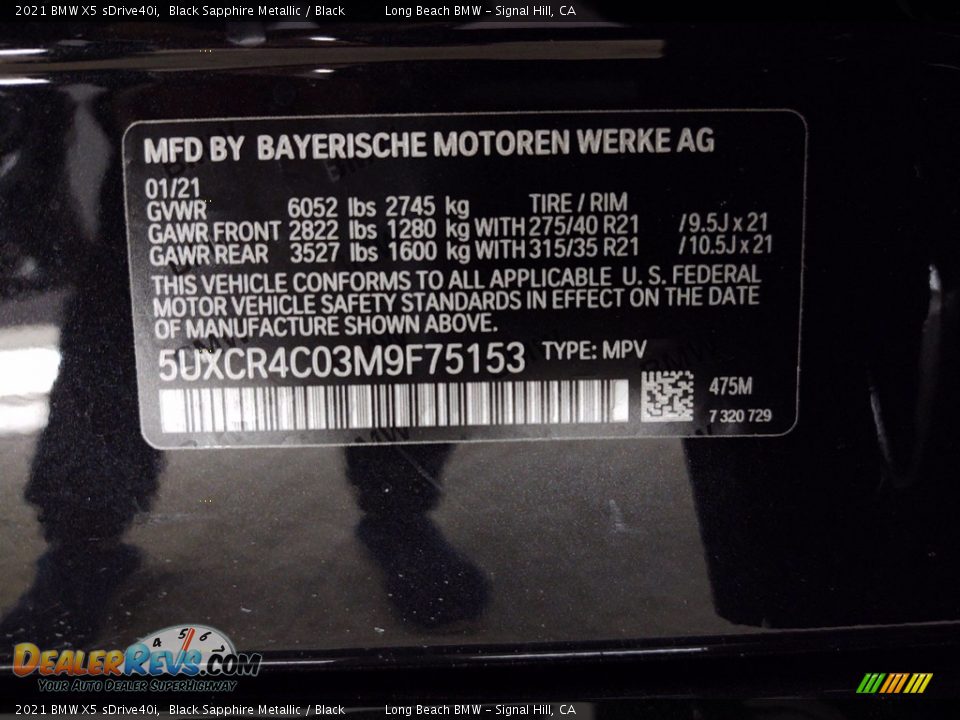 2021 BMW X5 sDrive40i, Black Sapphire Metallic / Black Long Beach BMW - Signal Hill, CA
MFD BY BAYERISCHE MOTOREN WERKE AG
01/21
GVWR 6052 lbs 2745 kg TIRE / RIM
GAWR FRONT 2822 lbs 1280 kg WITH 275/40 R21 /9.5J x 21
GAWR REAR 3527 lbs 1600 kg WITH 315/35 R21 /10.5J x 21
THIS VEHICLE CONFORMS TO ALL APPLICABLE U. S. FEDERAL
MOTOR VEHICLE SAFETY STANDARDS IN EFFECT ON THE DATE
OF MANUFACTURE SHOWN ABOVE.
5UXCR4C03M9F75153 TYPE: MPV
475M
7 320 729
4 5 6
DealerRevs.com
Your Auto Dealer SuperHighway
2021 BMW X5 sDrive40i, Black Sapphire Metallic / Black Long Beach BMW - Signal Hill, CA